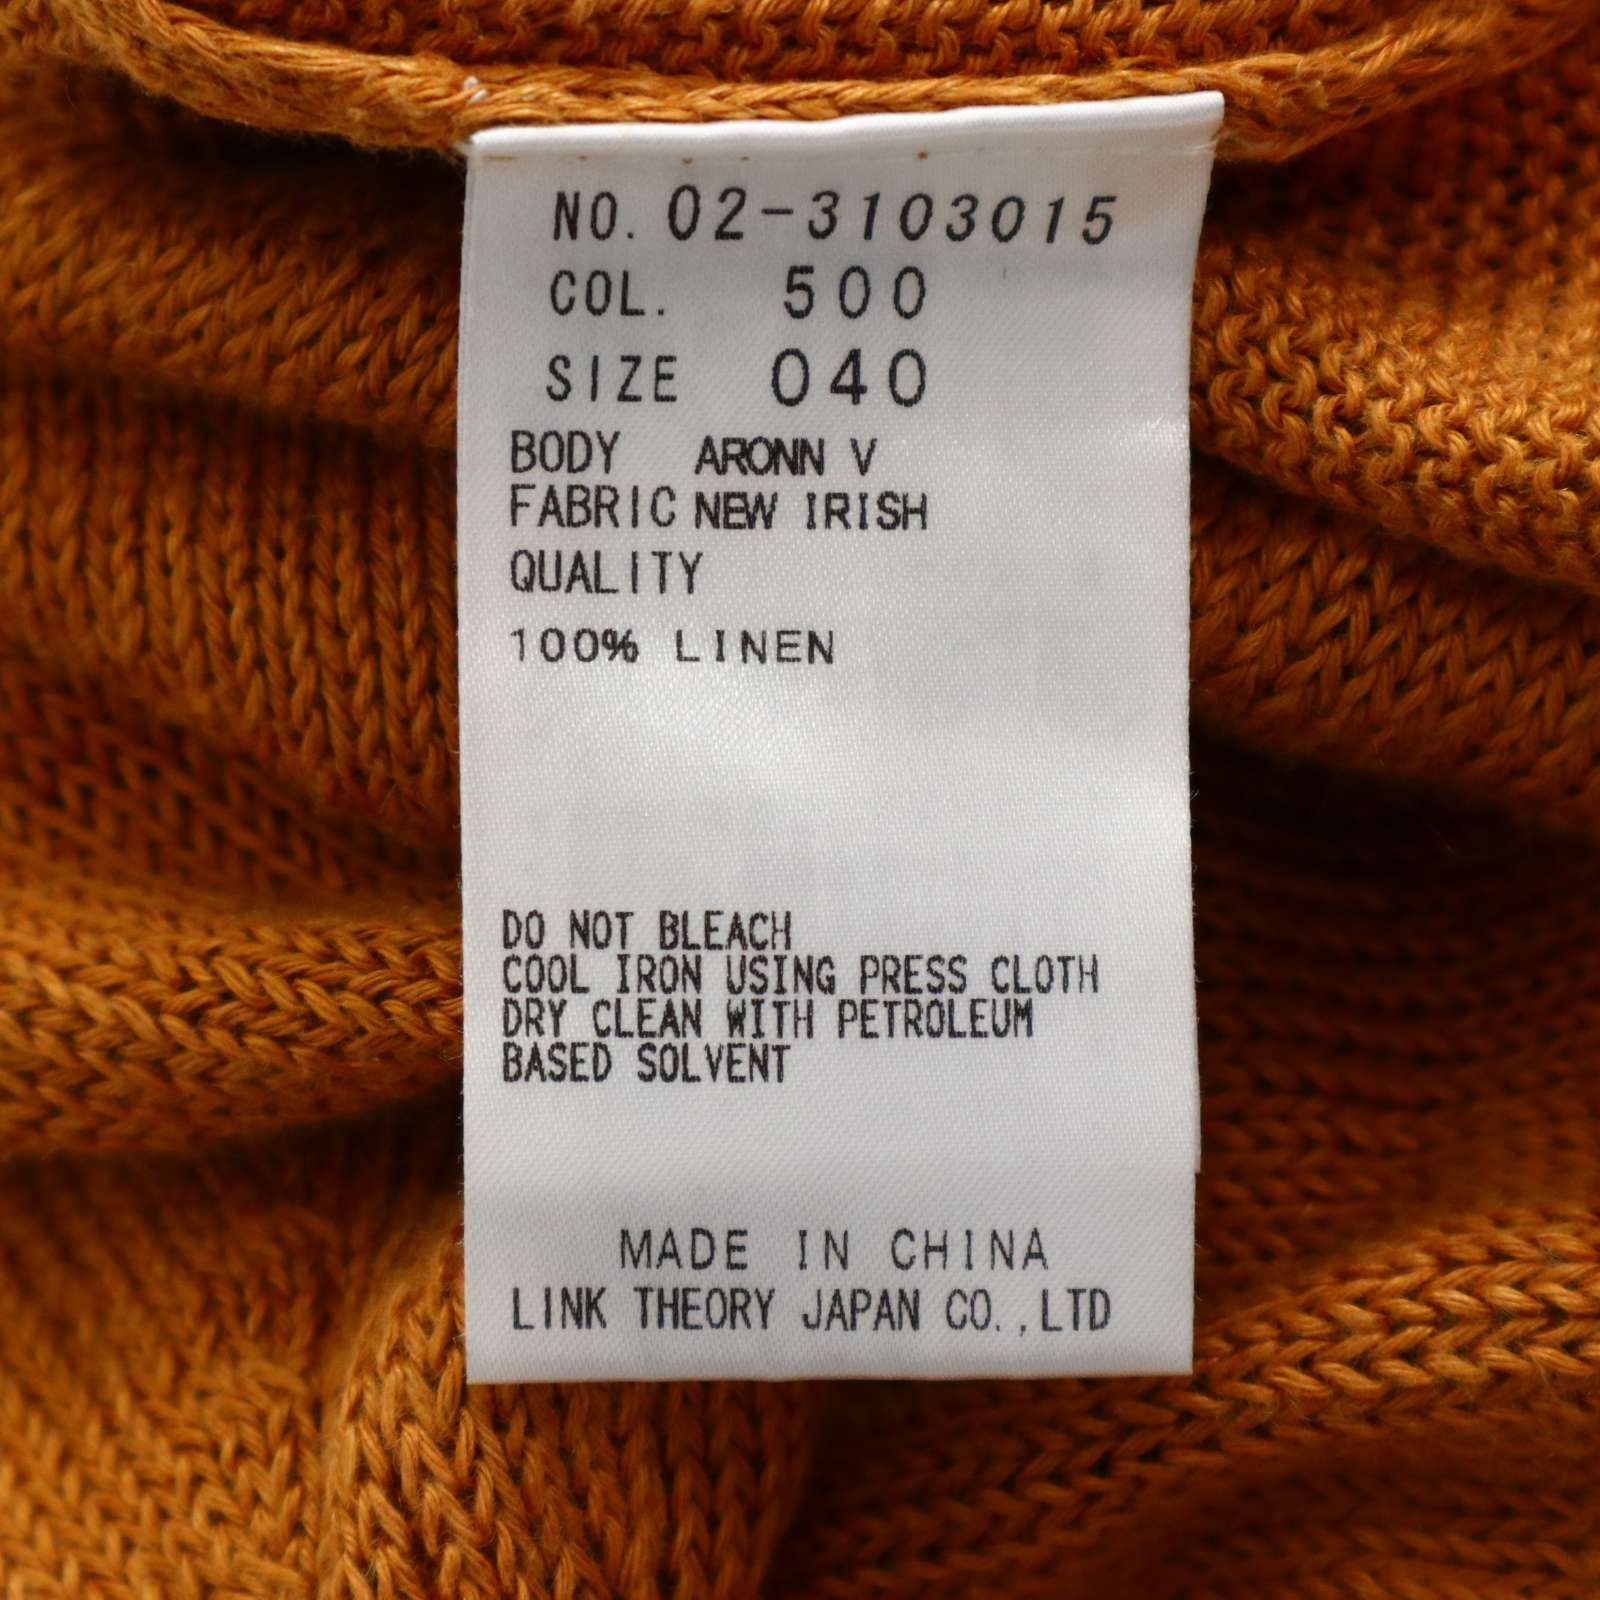 NO. 02-3103015
COL. 500
SIZE 040
BODY ARONN V
FABRIC NEW IRISH
QUALITY
100% LINEN
DO NOT BLEACH
COOL IRON USING PRESS CLOTH
DRY CLEAN WITH PETROLEUM
BASED SOLVENT
MADE IN CHINA
LINK THEORY JAPAN CO.,LTD